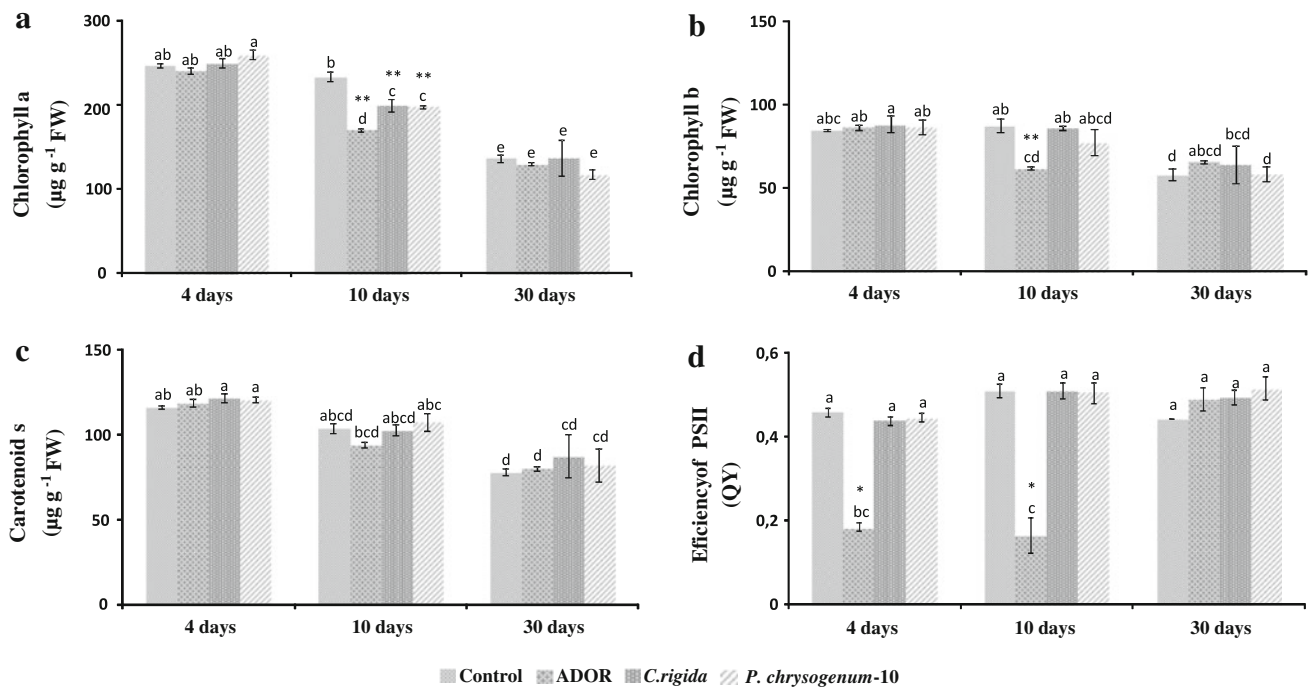 a
300
200
100
0
Chlorophyll a
(µg g-1 FW)
ab ab ab a
b ** d ** c ** c
e e e e
4 days 10 days 30 days
b
150
100
50
0
Chlorophyll b
(µg g-1 FW)
abc ab a ab
ab ** cd ab abcd
d abcd bcd d
4 days 10 days 30 days
c
150
100
50
0
Carotenoid s
(µg g-1 FW)
ab ab a a
abcd bcd abcd abc
d d cd cd
4 days 10 days 30 days
d
0,6
0,4
0,2
0
Eficiencyof PSII
(QY)
a * bc a a
a * c a a
a a a a
4 days 10 days 30 days
Control ADOR C.rigida P. chrysogenum-10